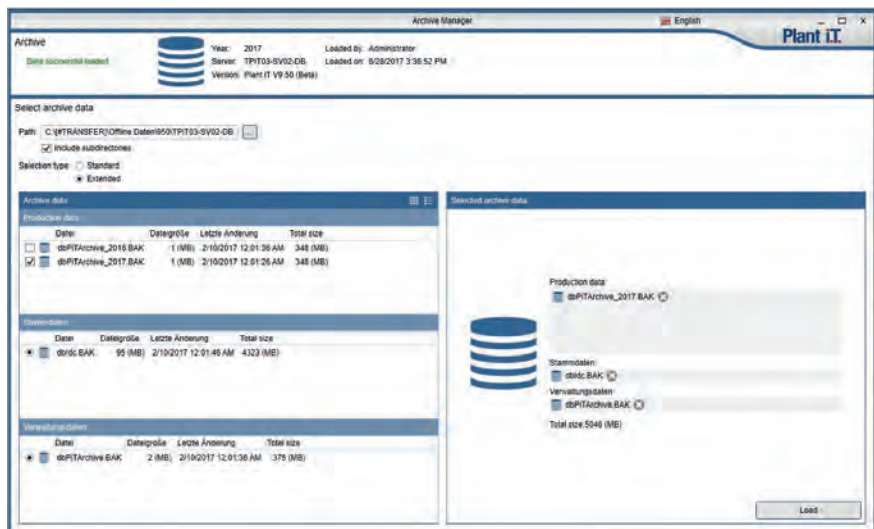 Archive Manager
English
Plant iT
Archive
Data successful loaded
Year: 2017
Server: TPIT03-SV02-DB
Version: Plant iT V9.50 (Beta)
Loaded by: Administrator
Loaded on: 6/28/2017 3:36:52 PM
Select archive data
Path: C:\[#TRANSFER]\Offline Daten\950\TPIT03-SV02-DB ...
Include subdirectories
Selection type: Standard
Extended
Archive data
Production data
Datei Dateigröße Letzte Änderung Total size
dbPITArchive_2016.BAK 1 (MB) 2/10/2017 12:01:36 AM 348 (MB)
dbPITArchive_2017.BAK 1 (MB) 2/10/2017 12:01:26 AM 348 (MB)
Stammdaten
Datei Dateigröße Letzte Änderung Total size
dbIdc.BAK 95 (MB) 2/10/2017 12:01:46 AM 4323 (MB)
Verwaltungsdaten
Datei Dateigröße Letzte Änderung Total size
dbPITArchive.BAK 2 (MB) 2/10/2017 12:01:36 AM 375 (MB)
Selected archive data
Production data:
dbPITArchive_2017.BAK
Stammdaten:
dbIdc.BAK
Verwaltungsdaten:
dbPITArchive.BAK
Total size: 5046 (MB)
Load